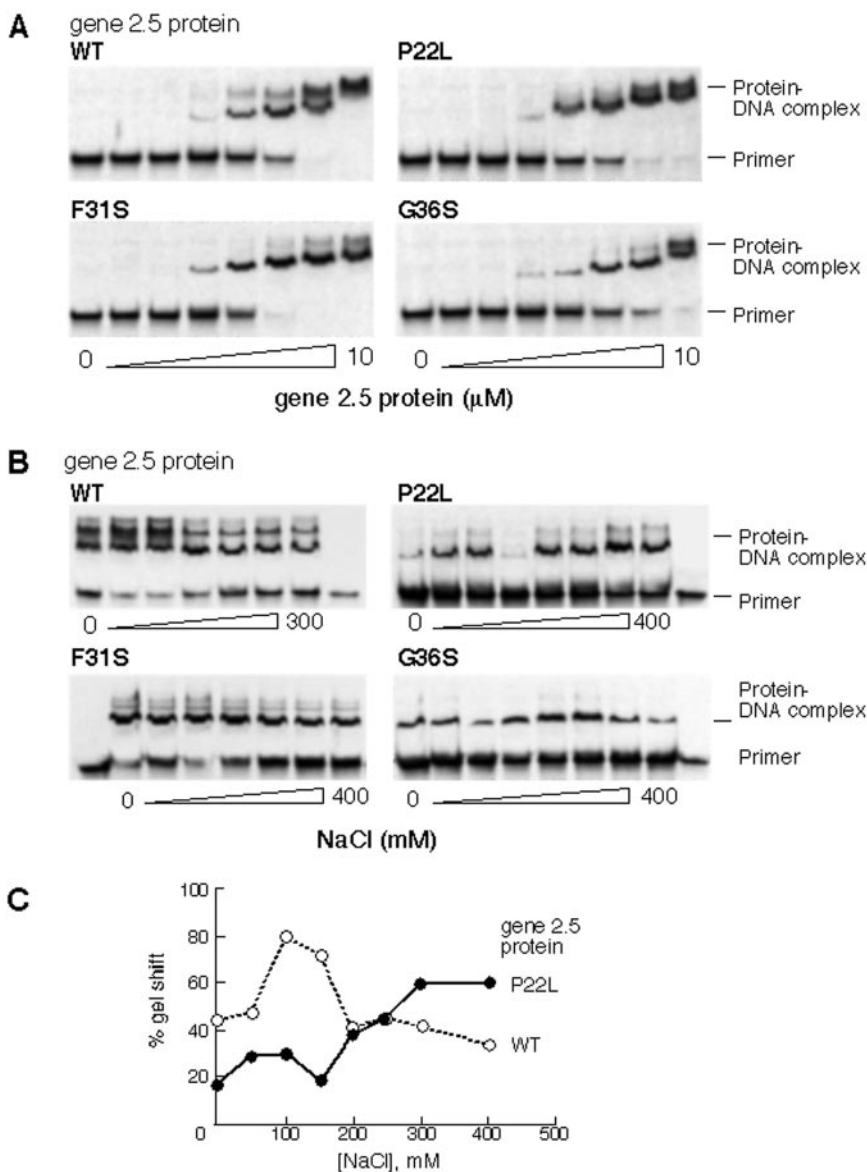 A
gene 2.5 protein
WT
P22L
Protein-
DNA complex
Primer
F31S
G36S
Protein-
DNA complex
Primer
0 10
0 10
gene 2.5 protein (µM)
B
gene 2.5 protein
WT
P22L
Protein-
DNA complex
Primer
0 300
0 400
F31S
G36S
Protein-
DNA complex
Primer
0 400
0 400
NaCl (mM)
C
100
80
60
40
20
0
% gel shift
gene 2.5
protein
P22L
WT
100 200 300 400 500
[NaCl], mM